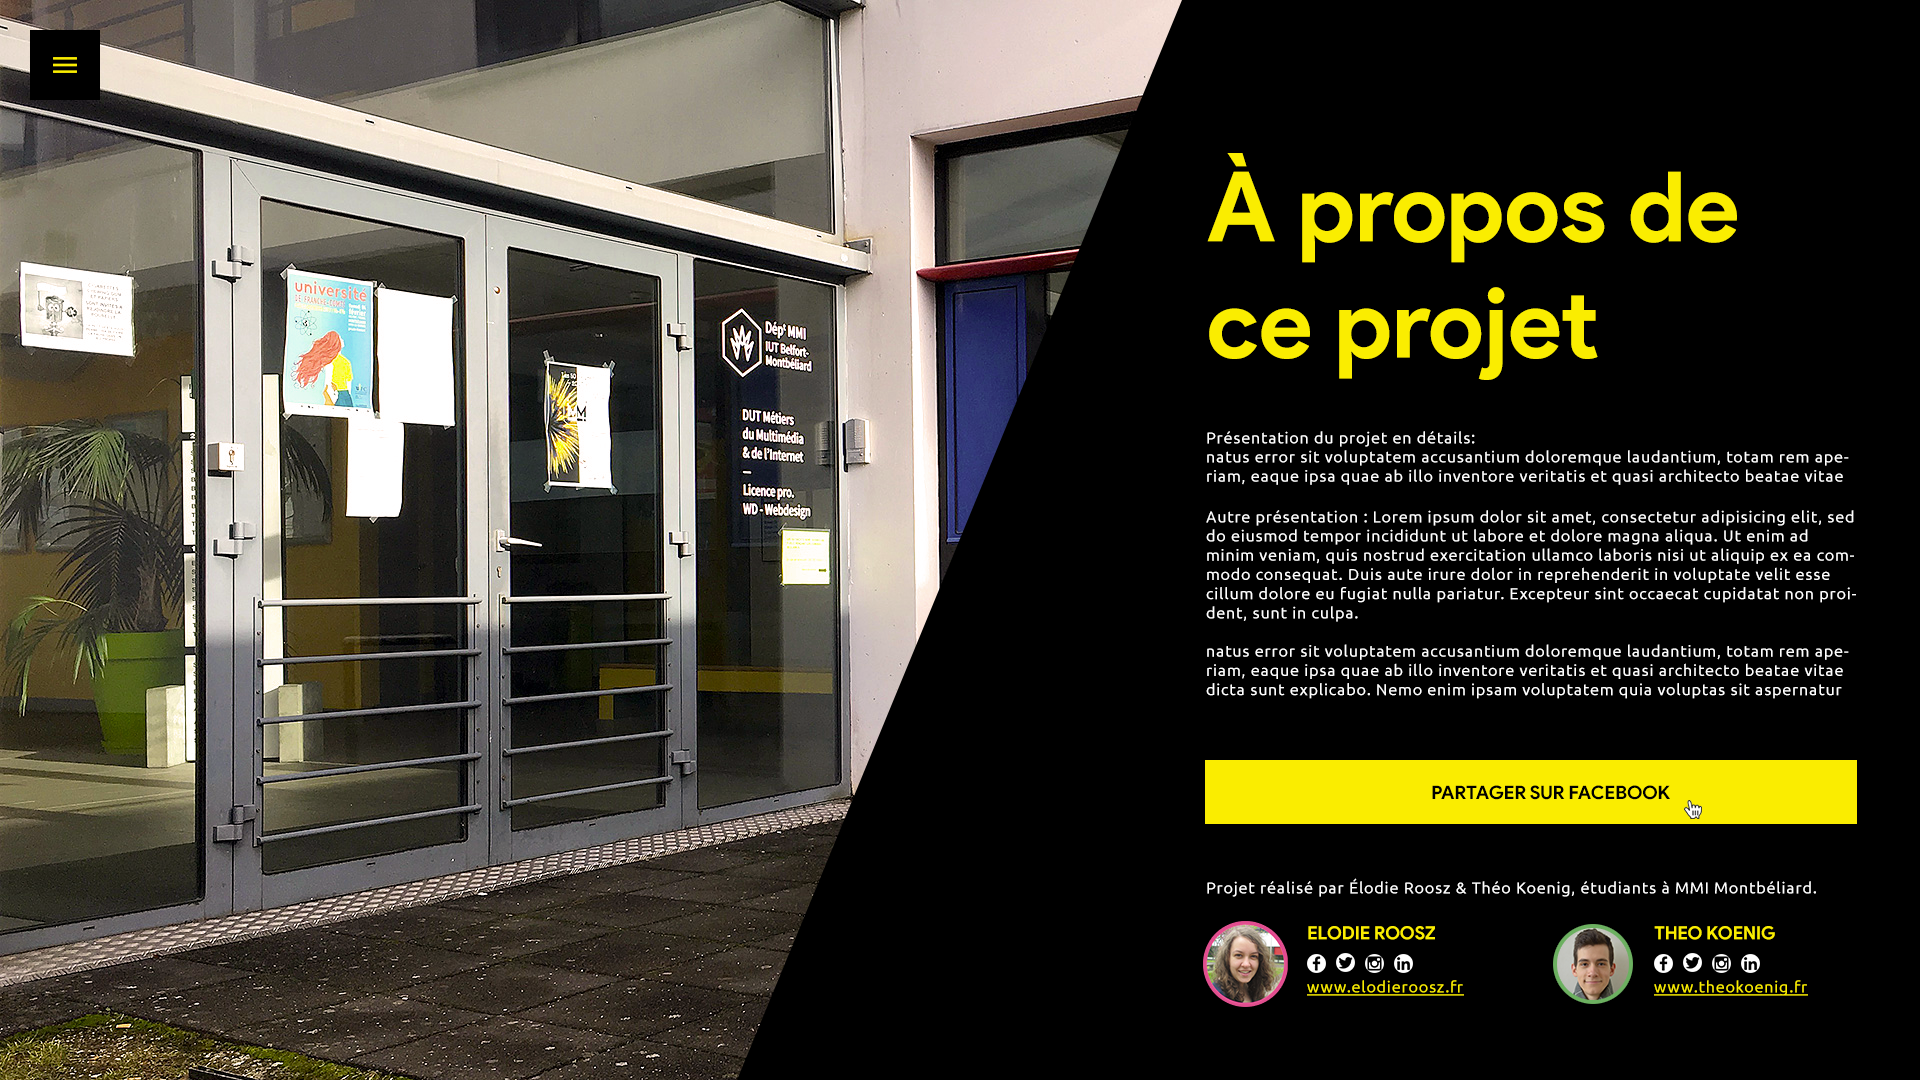 université
DE FRANCHE-COMTÉ
Dépt MMI
IUT Belfort-
Montbéliard
DUT Métiers
du Multimédia
& de l'Internet
—
Licence pro.
WD - Webdesign
À propos de
ce projet
Présentation du projet en détails:
natus error sit voluptatem accusantium doloremque laudantium, totam rem ape-
riam, eaque ipsa quae ab illo inventore veritatis et quasi architecto beatae vitae
Autre présentation : Lorem ipsum dolor sit amet, consectetur adipisicing elit, sed
do eiusmod tempor incididunt ut labore et dolore magna aliqua. Ut enim ad
minim veniam, quis nostrud exercitation ullamco laboris nisi ut aliquip ex ea com-
modo consequat. Duis aute irure dolor in reprehenderit in voluptate velit esse
cillum dolore eu fugiat nulla pariatur. Excepteur sint occaecat cupidatat non proi-
dent, sunt in culpa.
natus error sit voluptatem accusantium doloremque laudantium, totam rem ape-
riam, eaque ipsa quae ab illo inventore veritatis et quasi architecto beatae vitae
dicta sunt explicabo. Nemo enim ipsam voluptatem quia voluptas sit aspernatur
PARTAGER SUR FACEBOOK
Projet réalisé par Élodie Roosz & Théo Koenig, étudiants à MMI Montbéliard.
ELODIE ROOSZ
www.elodieroosz.fr
THEO KOENIG
www.theokoenig.fr